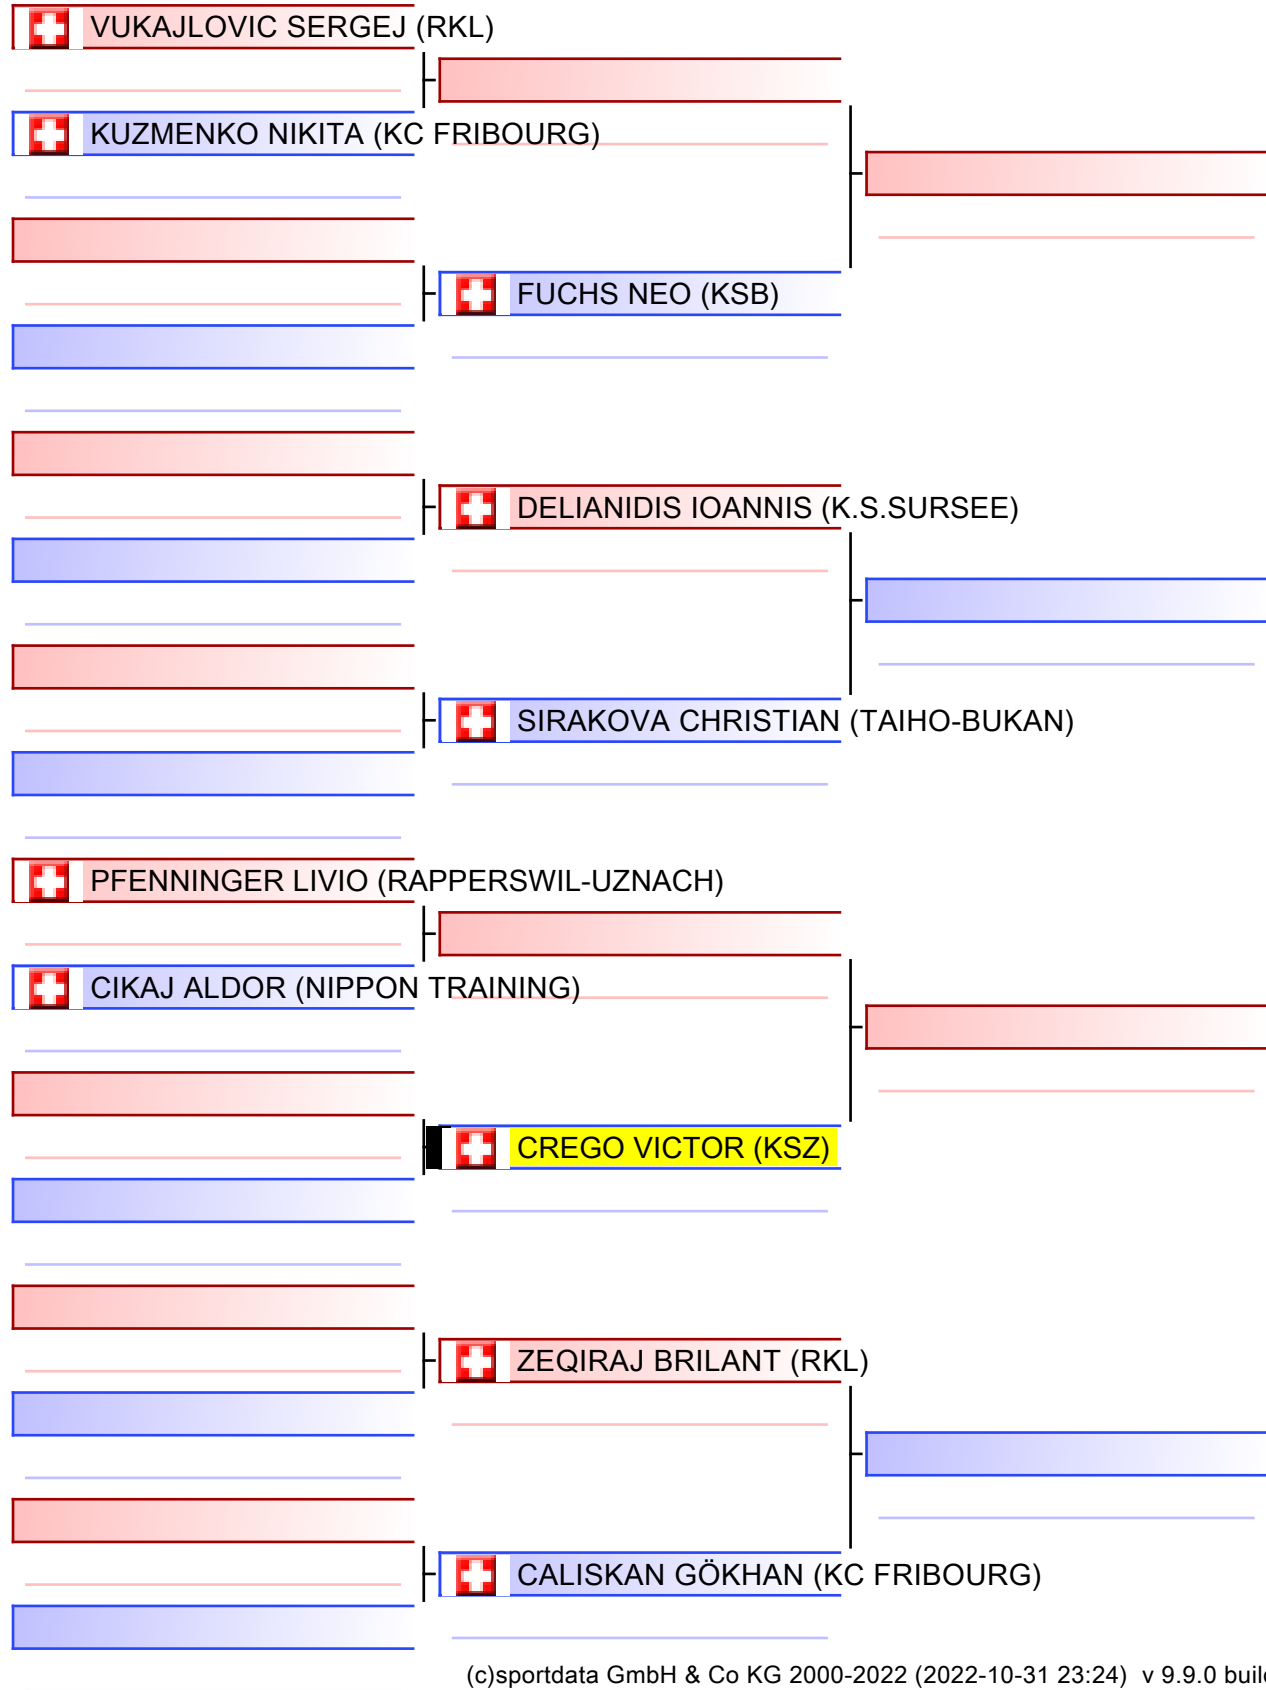 VUKAJLOVIC SERGEJ (RKL)
KUZMENKO NIKITA (KC FRIBOURG)
FUCHS NEO (KSB)
DELIANIDIS IOANNIS (K.S.SURSEE)
SIRAKOVA CHRISTIAN (TAIHO-BUKAN)
PFENNINGER LIVIO (RAPPERSWIL-UZNACH)
CIKAJ ALDOR (NIPPON TRAINING)
CREGO VICTOR (KSZ)
ZEQIRAJ BRILANT (RKL)
CALISKAN GÖKHAN (KC FRIBOURG)
(c)sportdata GmbH & Co KG 2000-2022 (2022-10-31 23:24) v 9.9.0 build